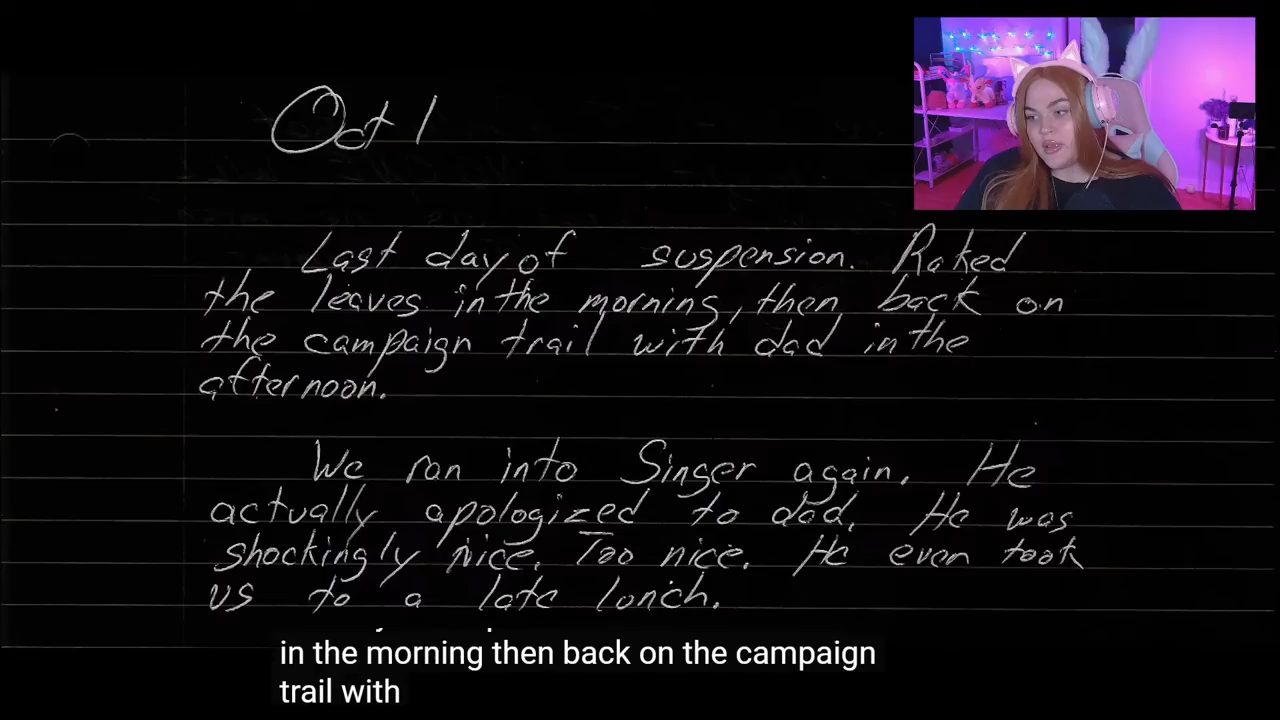 Oct 1
Last day of suspension. Raked
the leaves in the morning, then back on
the campaign trail with dad in the
afternoon.
We ran into Singer again. He
actually apologized to dad. He was
shockingly nice. Too nice. He even took
us to a late lunch.
in the morning then back on the campaign
trail with